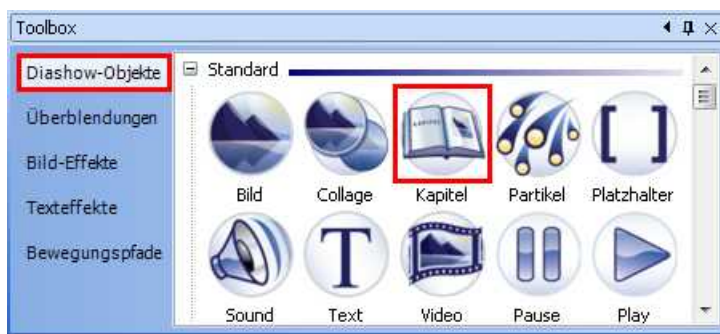 Toolbox
Diashow-Objekte
Überblendungen
Bild-Effekte
Texteffekte
Bewegungspfade
Standard
KAPITEL
Bild Collage Kapitel Partikel Platzhalter
T
Sound Text Video Pause Play